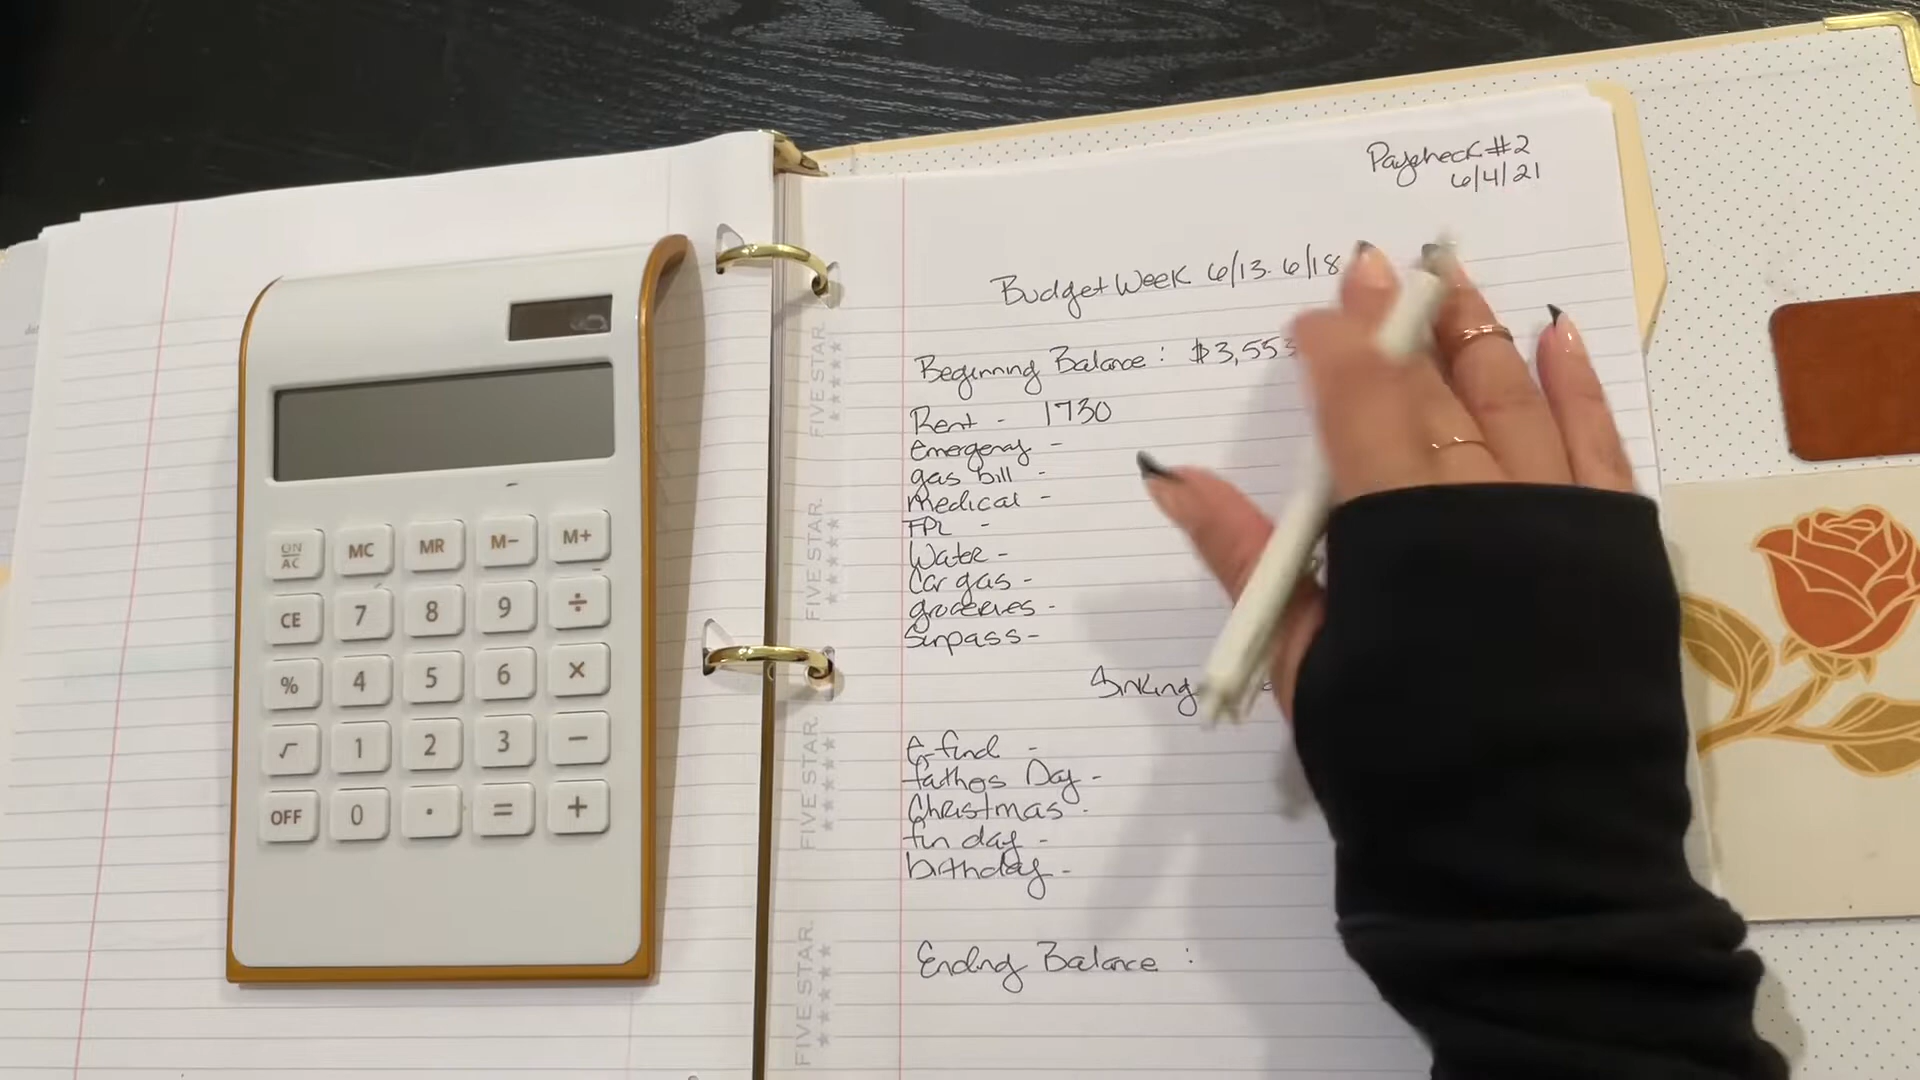 Paycheck #2
6/4/21
Budget Week 6/13. 6/18
Beginning Balance : $3,553
Rent - 1730
Emergency -
gas bill -
Medical -
FPL -
Water -
Car gas -
groceries -
Sunpass -
Sinking
E-fund -
Fathers Day -
Christmas -
fun day -
birthday -
Ending Balance :
FIVE STAR.
FIVE STAR.
FIVE STAR.
FIVE STAR.
ON
AC MC MR M− M+
CE 7 8 9 ÷
% 4 5 6 ×
√ 1 2 3 −
OFF 0 . = +